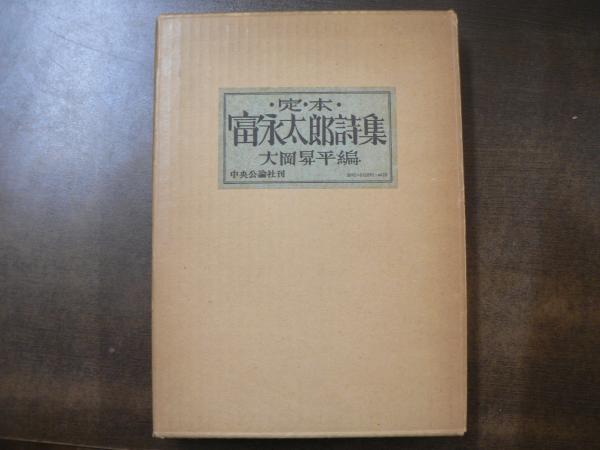 ・定・本・
富永太郎詩集
大岡昇平編
中央公論社刊